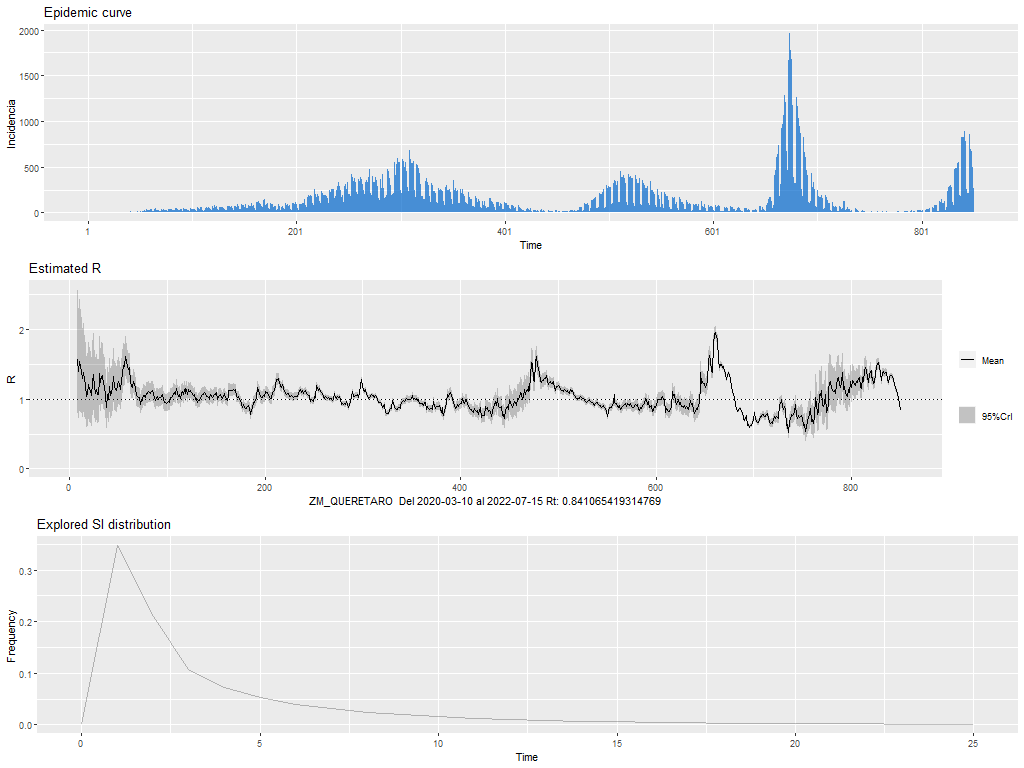 Epidemic curve
2000
1500
1000
500
0
Incidencia
1 201 401 601 801
Time
Estimated R
2
1
0
R
Mean
95%CrI
0 200 400 600 800
ZM_QUERETARO Del 2020-03-10 al 2022-07-15 Rt: 0.841065419314769
Explored SI distribution
0.3
0.2
0.1
0.0
Frequency
0 5 10 15 20 25
Time